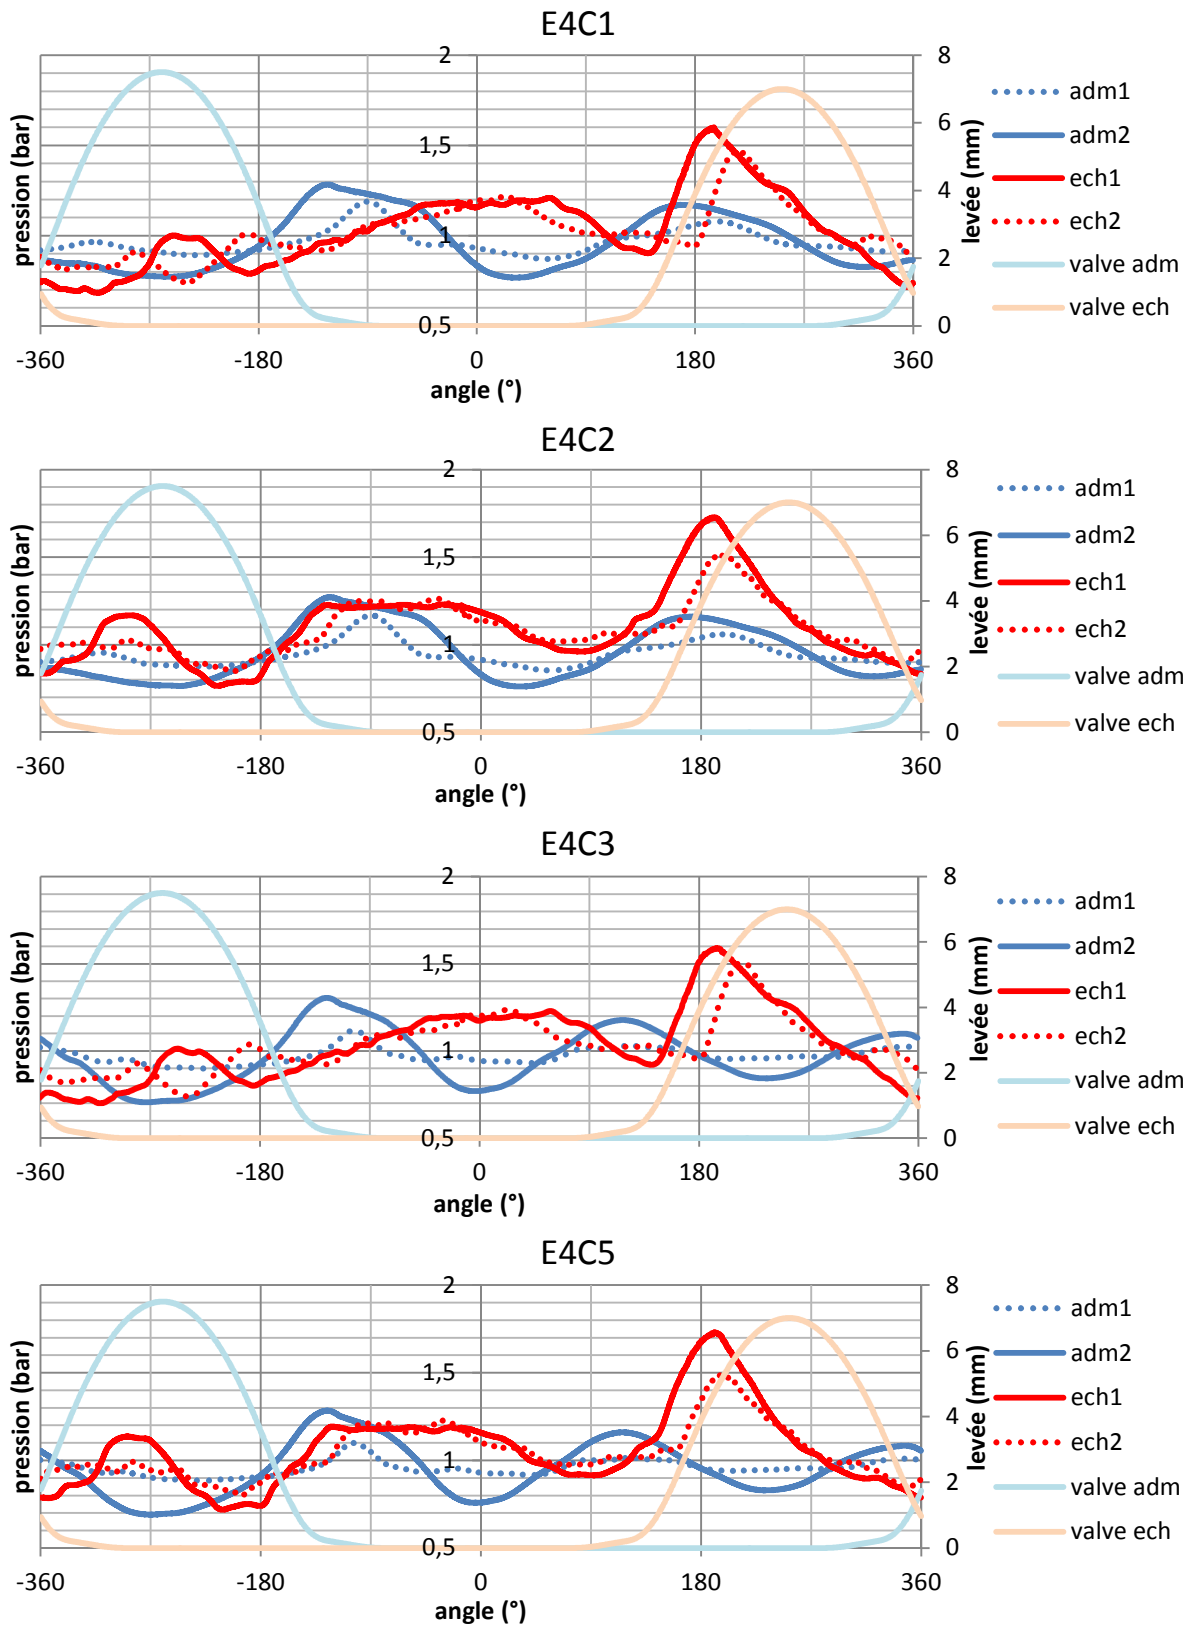 E4C1
2
1,5
1
0,5
8
6
4
2
0
pression (bar)
levée (mm)
-360
-180
0
180
360
angle (°)
adm1
adm2
ech1
ech2
valve adm
valve ech
E4C2
2
1,5
1
0,5
8
6
4
2
0
pression (bar)
levée (mm)
-360
-180
0
180
360
angle (°)
adm1
adm2
ech1
ech2
valve adm
valve ech
E4C3
2
1,5
1
0,5
8
6
4
2
0
pression (bar)
levée (mm)
-360
-180
0
180
360
angle (°)
adm1
adm2
ech1
ech2
valve adm
valve ech
E4C5
2
1,5
1
0,5
8
6
4
2
0
pression (bar)
levée (mm)
-360
-180
0
180
360
angle (°)
adm1
adm2
ech1
ech2
valve adm
valve ech